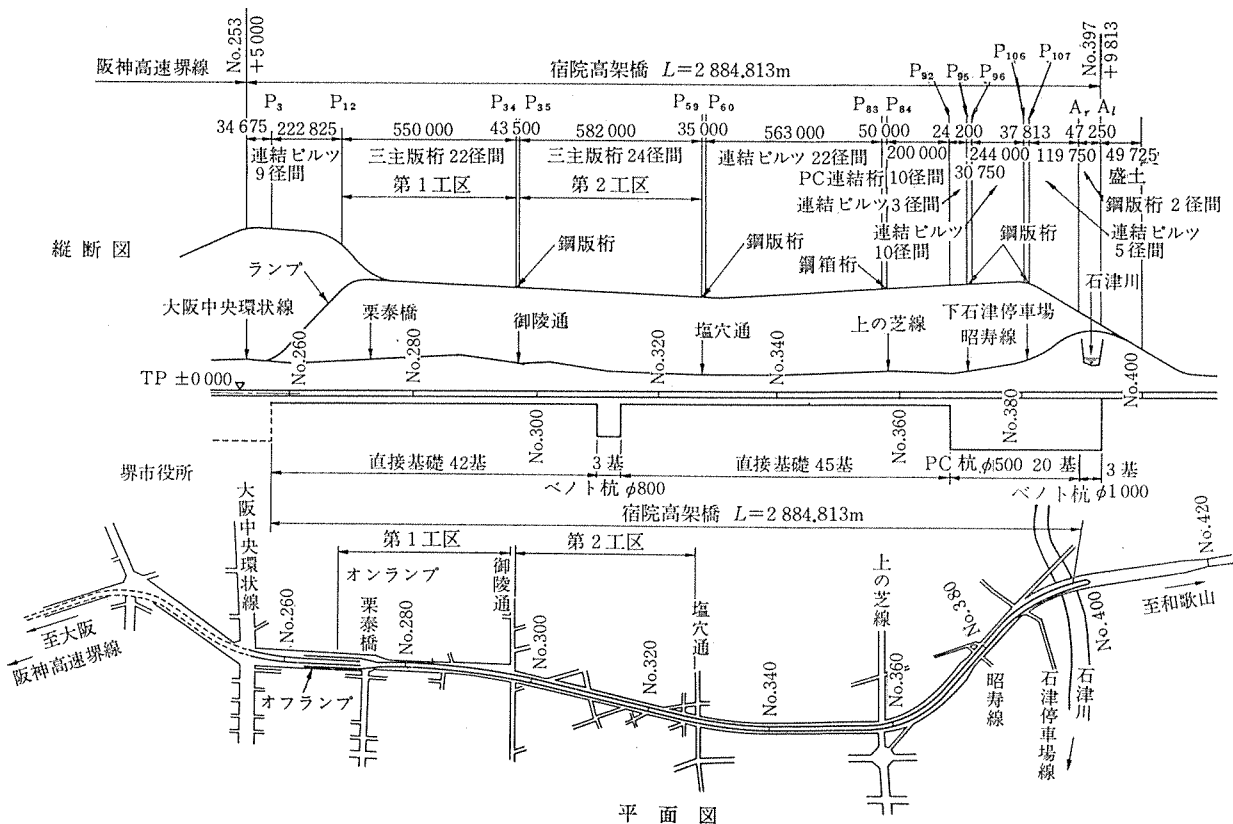 No.253
+5 000
No.397
+9 813
阪神高速堺線
宿院高架橋 L=2 884.813m
P3
P12
P34
P35
P59
P60
P83
P84
P92
P95
P96
P106
P107
Ar
Al
34 675
222 825
550 000
43 500
582 000
35 000
563 000
50 000
24 200
37 813
47 250
200 000
244 000
119 750
49 725
30 750
連結ピルツ
9径間
三主版桁 22径間
三主版桁 24径間
連結ピルツ 22径間
PC連結桁 10径間
連結ピルツ3径間
連結ピルツ
10径間
盛土
鋼版桁 2径間
連結ピルツ
5径間
第1工区
第2工区
縦断図
ランプ
鋼版桁
鋼版桁
鋼箱桁
鋼版桁
石津川
大阪中央環状線
栗泰橋
御陵通
塩穴通
上の芝線
下石津停車場
昭寿線
No.260
No.280
No.320
No.340
No.400
TP ±0 000
No.300
No.360
No.380
直接基礎 42基
3基
直接基礎 45基
PC杭φ500 20基
3基
ベノト杭 φ800
ベノト杭 φ1 000
堺市役所
宿院高架橋 L=2 884.813m
第1工区
第2工区
大阪中央環状線
オンランプ
栗泰橋
御陵通
塩穴通
上の芝線
No.260
No.280
No.300
No.320
No.340
No.360
No.380
No.400
No.420
至大阪
阪神高速堺線
オフランプ
至和歌山
昭寿線
石津停車場線
石津川
平面図